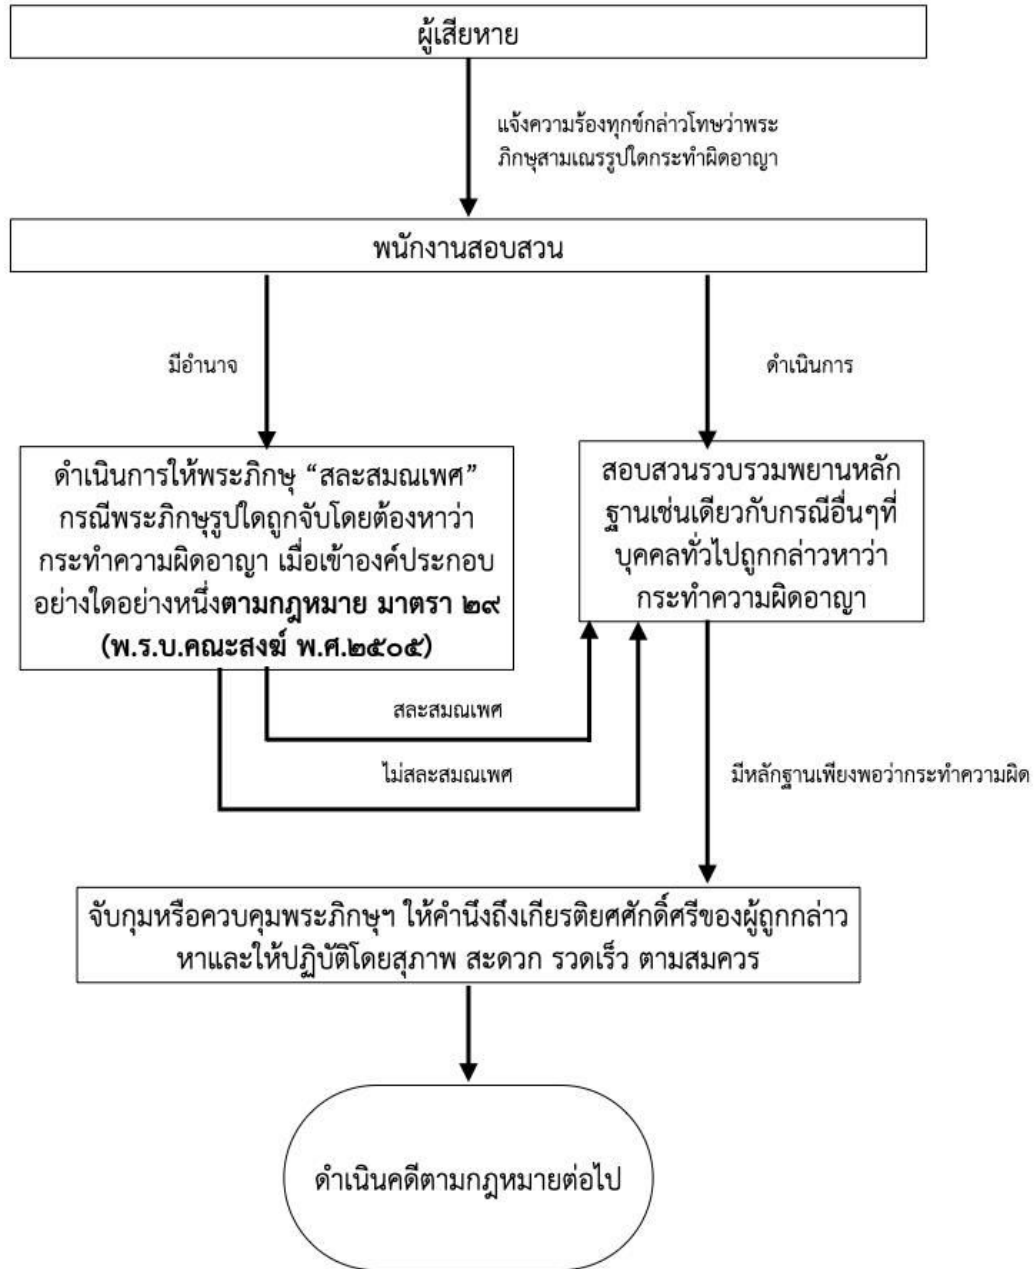 ผู้เสียหาย
แจ้งความร้องทุกข์กล่าวโทษว่าพระ
ภิกษุสามเณรรูปใดกระทำผิดอาญา
พนักงานสอบสวน
มีอำนาจ
ดำเนินการ
ดำเนินการให้พระภิกษุ “สละสมณเพศ”
กรณีพระภิกษุรูปใดถูกจับโดยต้องหาว่า
กระทำความผิดอาญา เมื่อเข้าองค์ประกอบ
อย่างใดอย่างหนึ่งตามกฎหมาย มาตรา ๒๙
(พ.ร.บ.คณะสงฆ์ พ.ศ.๒๕๐๕)
สอบสวนรวบรวมพยานหลัก
ฐานเช่นเดียวกับกรณีอื่นๆที่
บุคคลทั่วไปถูกกล่าวหาว่า
กระทำความผิดอาญา
สละสมณเพศ
ไม่สละสมณเพศ
มีหลักฐานเพียงพอว่ากระทำความผิด
จับกุมหรือควบคุมพระภิกษุฯ ให้คำนึงถึงเกียรติยศศักดิ์ศรีของผู้ถูกกล่าว
หาและให้ปฏิบัติโดยสุภาพ สะดวก รวดเร็ว ตามสมควร
ดำเนินคดีตามกฎหมายต่อไป